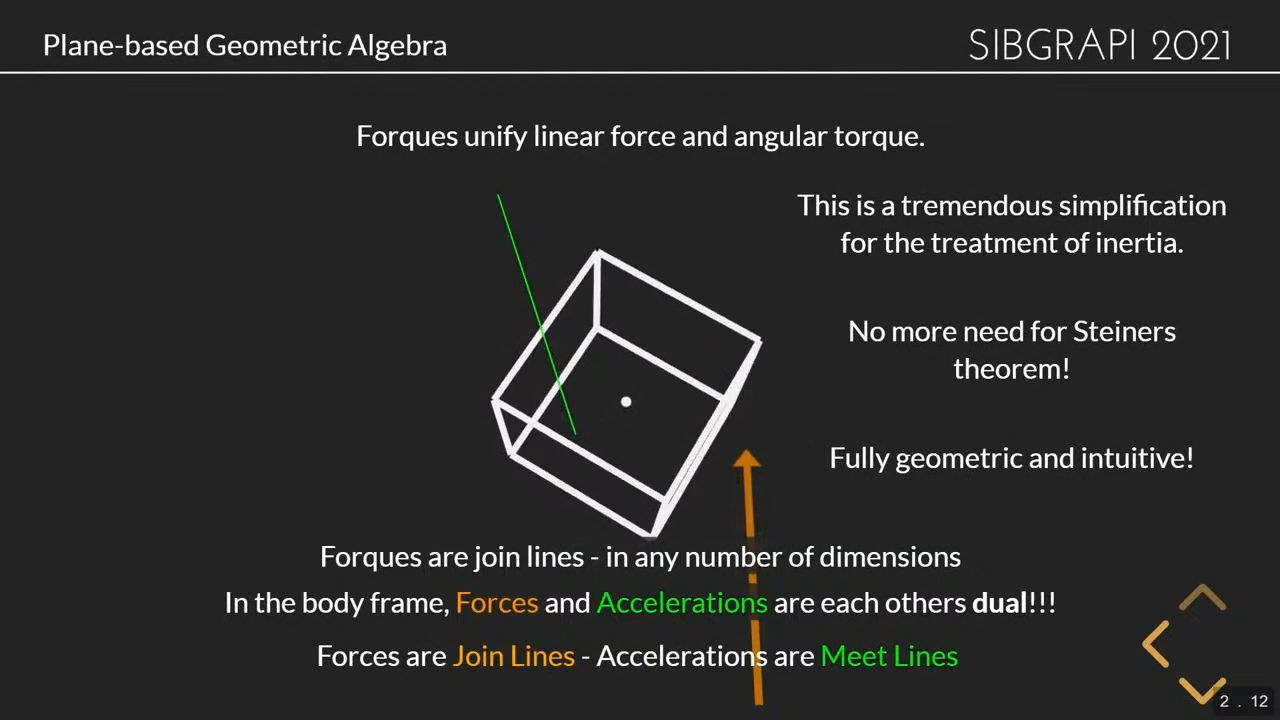 Plane-based Geometric Algebra
SIBGRAPI 2021
Forques unify linear force and angular torque.
This is a tremendous simplification
for the treatment of inertia.
No more need for Steiners
theorem!
Fully geometric and intuitive!
Forques are join lines - in any number of dimensions
In the body frame, Forces and Accelerations are each others dual!!!
Forces are Join Lines - Accelerations are Meet Lines
2 . 12